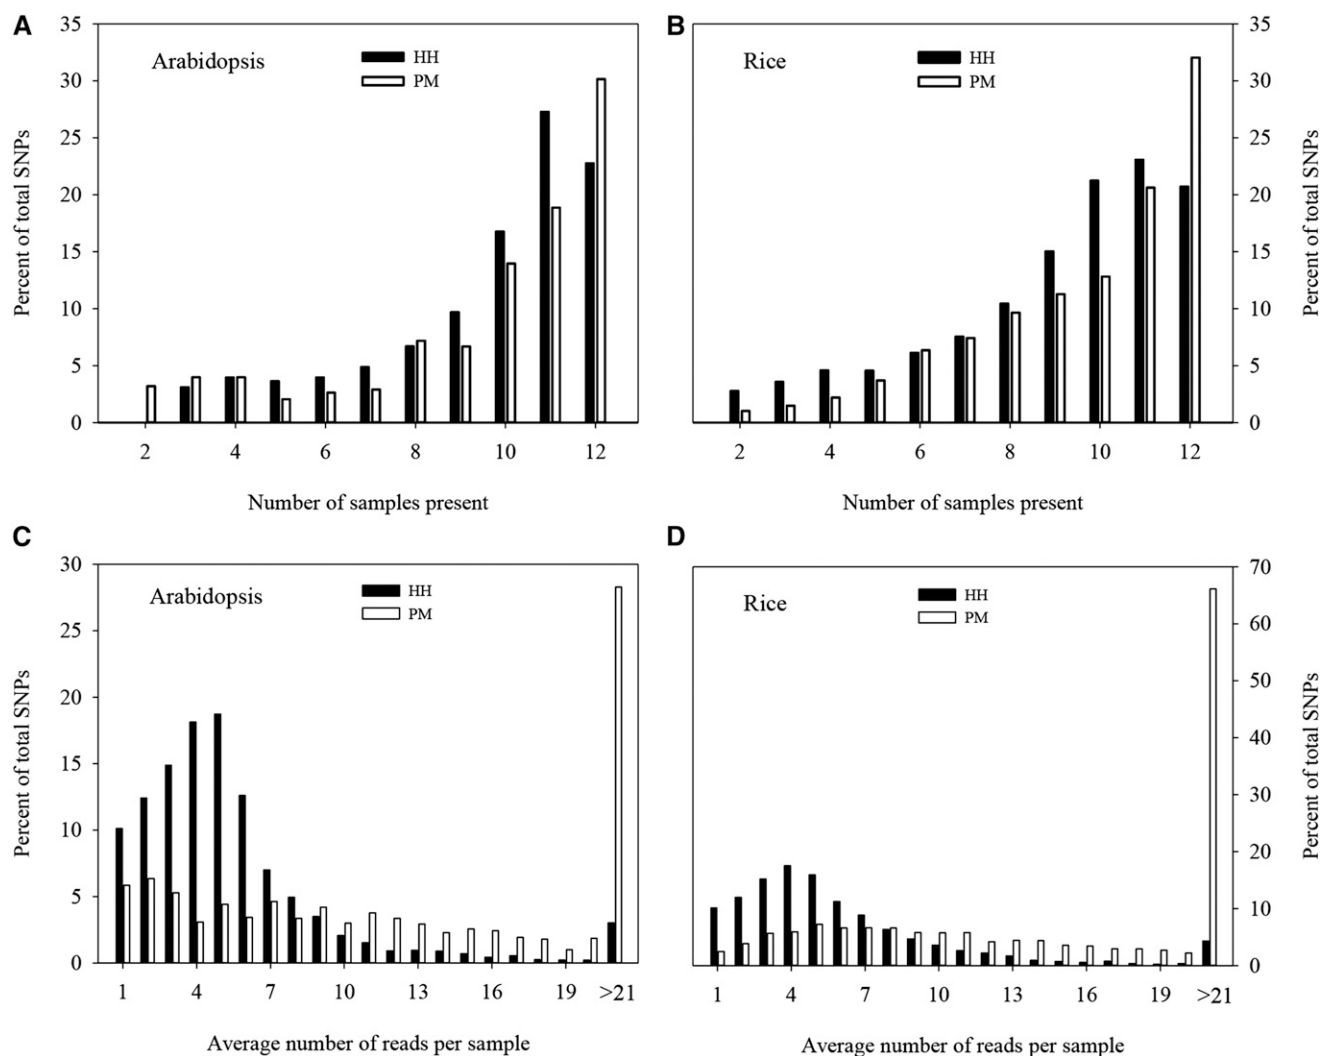 A
Arabidopsis
HH
PM
35
30
25
20
15
10
5
0
Percent of total SNPs
2 4 6 8 10 12
Number of samples present
B
Rice
HH
PM
35
30
25
20
15
10
5
0
Percent of total SNPs
2 4 6 8 10 12
Number of samples present
C
Arabidopsis
HH
PM
30
25
20
15
10
5
0
Percent of total SNPs
1 4 7 10 13 16 19 >21
Average number of reads per sample
D
Rice
HH
PM
70
60
50
40
30
20
10
0
Percent of total SNPs
1 4 7 10 13 16 19 >21
Average number of reads per sample